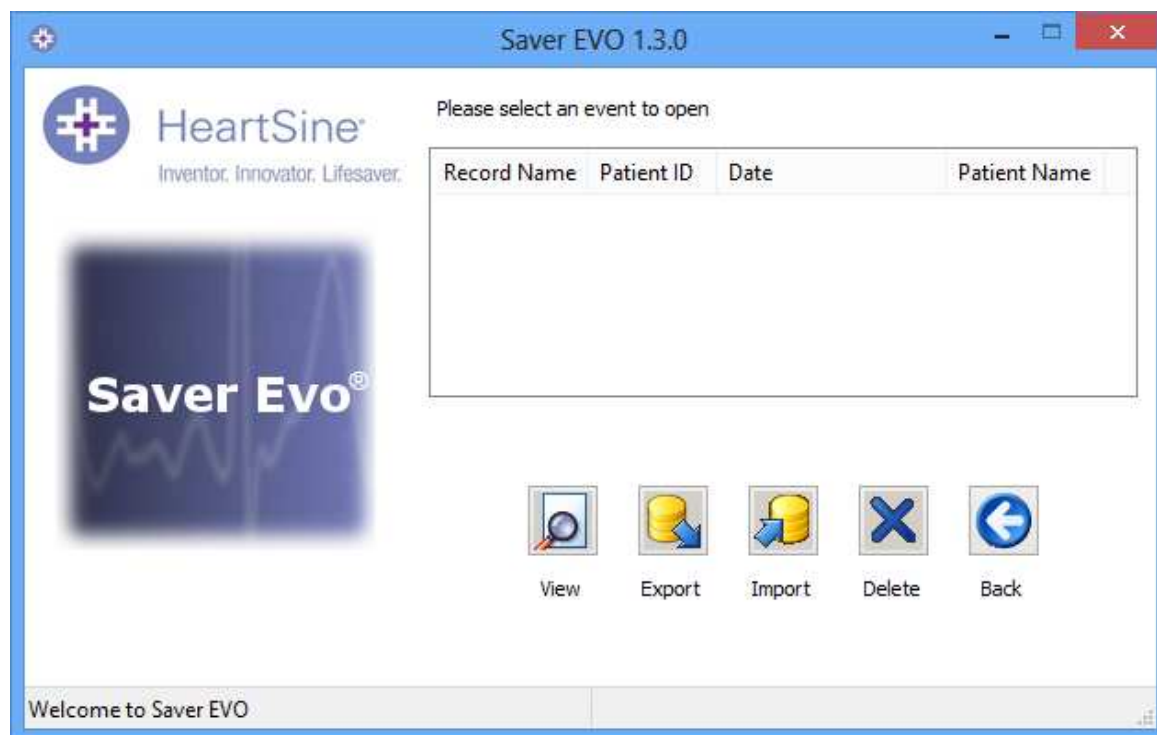 Saver EVO 1.3.0
HeartSine
Inventor. Innovator. Lifesaver.
Please select an event to open
Record Name Patient ID Date Patient Name
Saver Evo®
View Export Import Delete Back
Welcome to Saver EVO